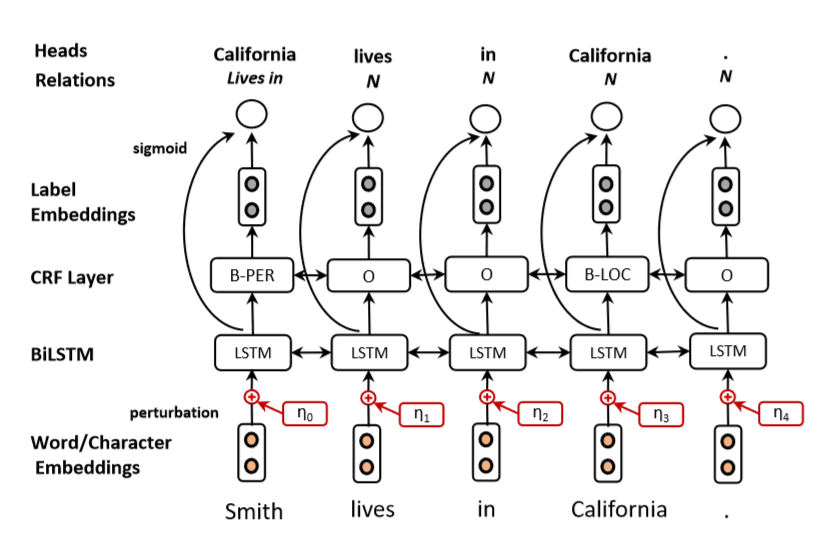 Heads California lives in California .
Relations Lives in N N N N
sigmoid
Label
Embeddings
CRF Layer B-PER O O B-LOC O
BiLSTM LSTM LSTM LSTM LSTM LSTM
perturbation η0 η1 η2 η3 η4
Word/Character
Embeddings
Smith lives in California .